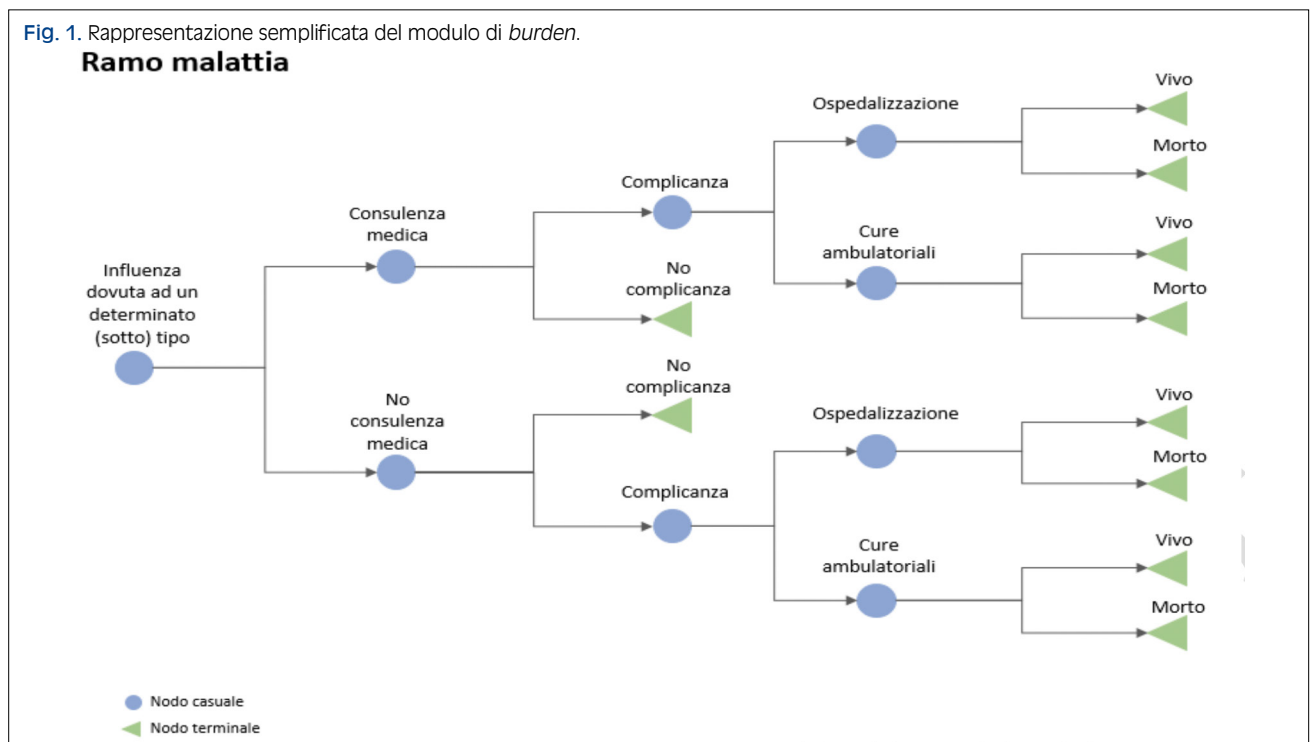 Fig. 1. Rappresentazione semplificata del modulo di burden.
Ramo malattia
Influenza
dovuta ad un
determinato
(sotto) tipo
Consulenza
medica
No
consulenza
medica
Complicanza
No
complicanza
No
complicanza
Complicanza
Ospedalizzazione
Cure
ambulatoriali
Ospedalizzazione
Cure
ambulatoriali
Vivo
Morto
Vivo
Morto
Vivo
Morto
Vivo
Morto
Nodo casuale
Nodo terminale